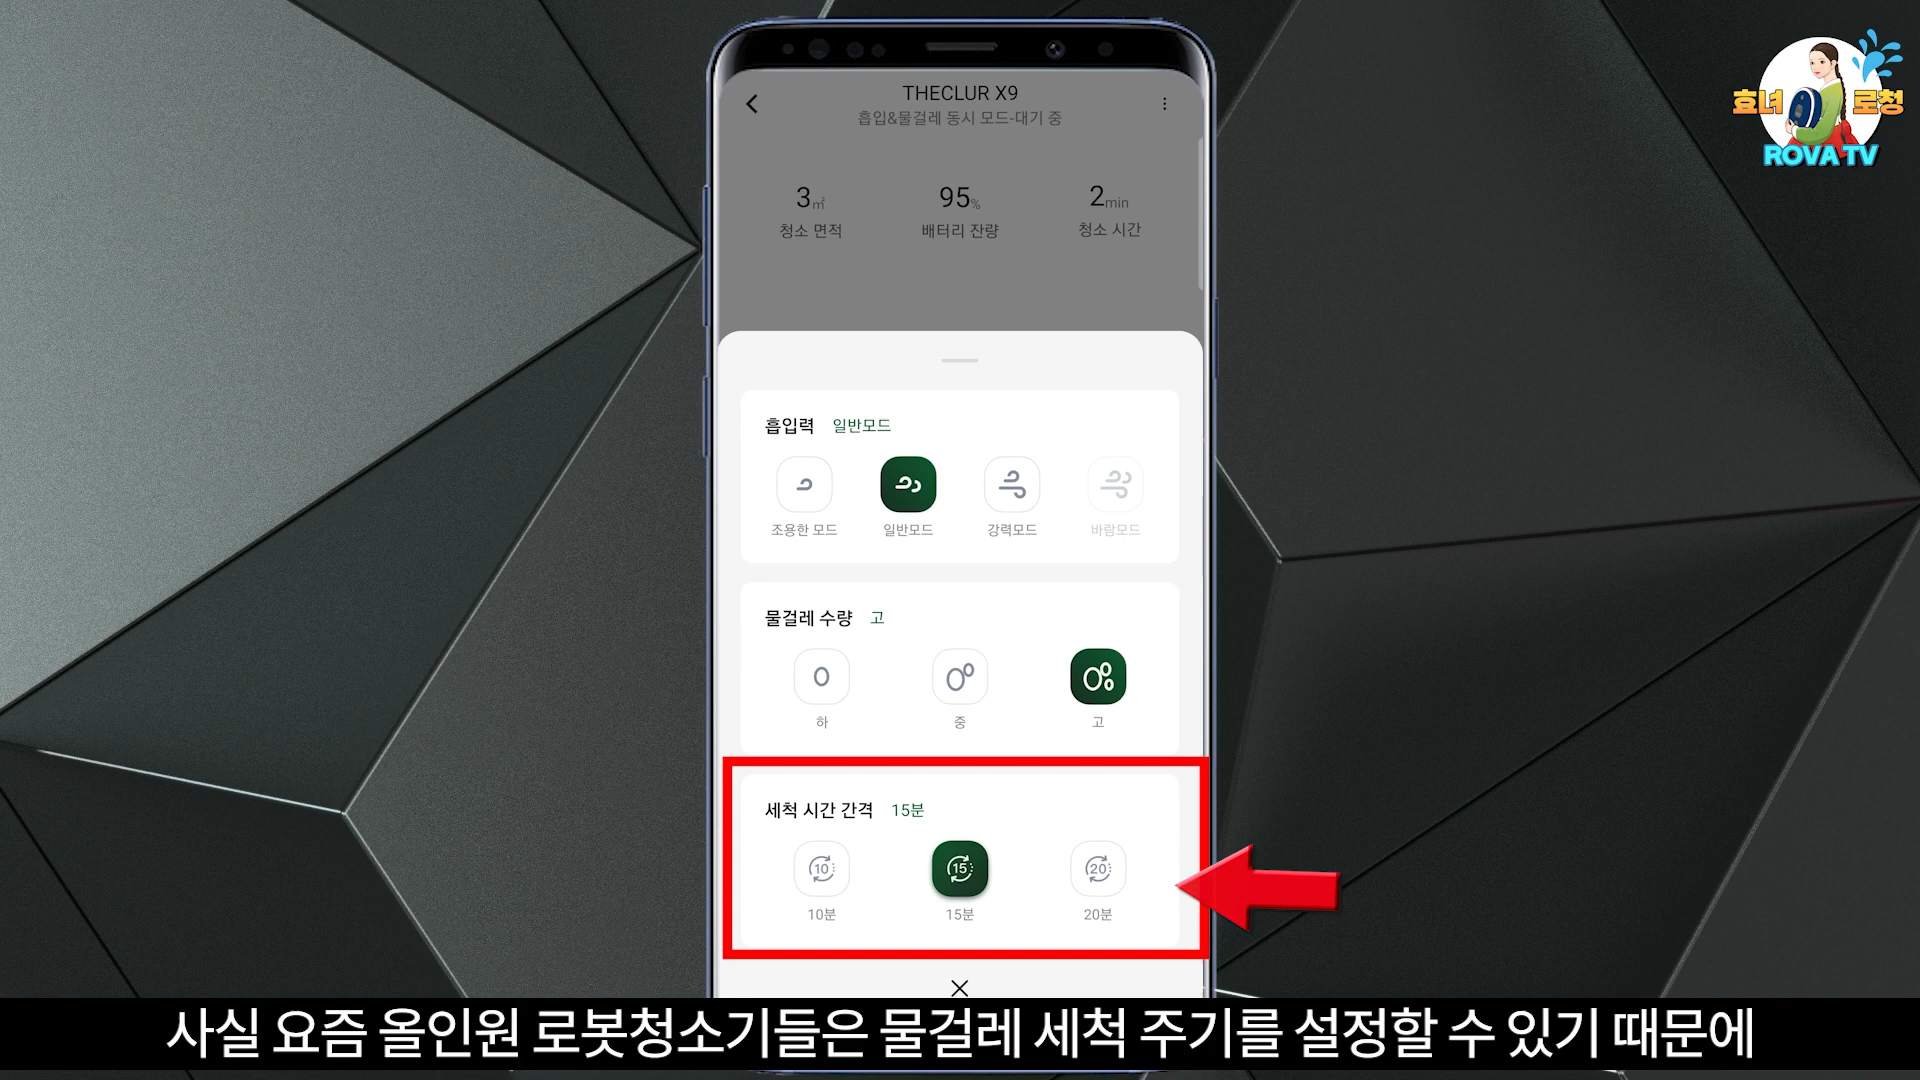 THECLUR X9
흡입&물걸레 동시 모드-대기 중
3㎡
95%
2min
청소 면적
배터리 잔량
청소 시간
효녀 로청
ROVA TV
흡입력 일반모드
조용한 모드 일반모드 강력모드 바람모드
물걸레 수량 고
하 중 고
세척 시간 간격 15분
10 15 20
10분 15분 20분
사실 요즘 올인원 로봇청소기들은 물걸레 세척 주기를 설정할 수 있기 때문에